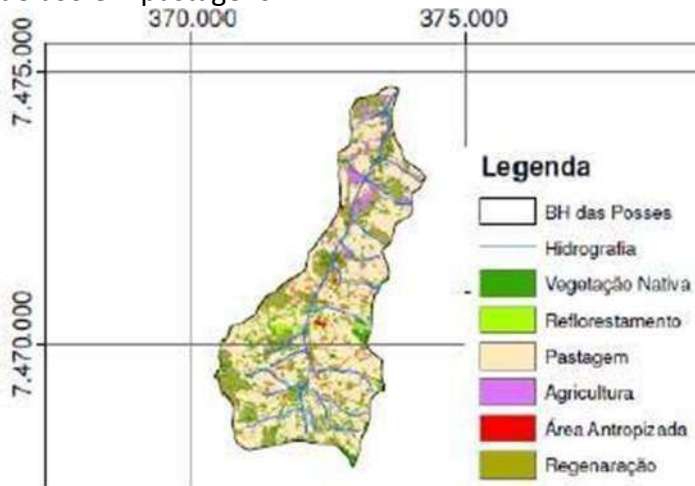 370.000
375.000
7.475.000
7.470.000
Legenda
BH das Posses
Hidrografia
Vegetação Nativa
Reflorestamento
Pastagem
Agricultura
Área Antropizada
Regenaração